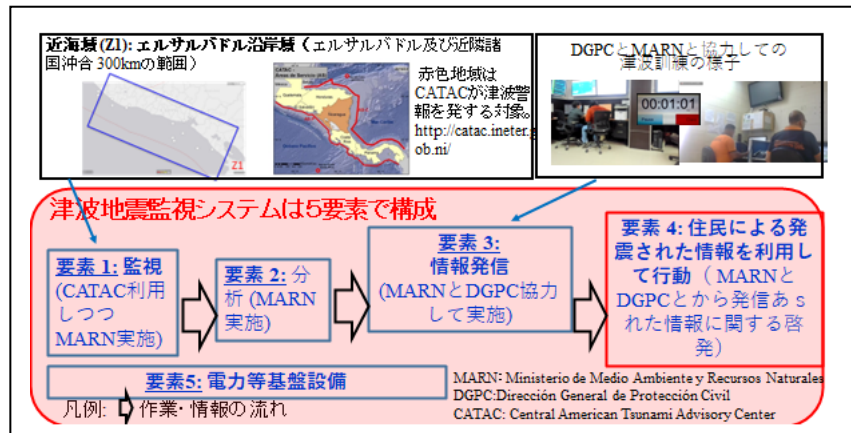 近海域 (Z1): エルサルバドル沿岸域（エルサルバドル及び近隣諸
国沖合 300kmの範囲）
Z1
CATAC
赤色地域は
CATACが津波警
報を発する対象。
http://catac.ineter.g
ob.ni/
DGPCとMARNと協力しての
津波訓練の様子
00:01:01
津波地震監視システムは5要素で構成
要素 1: 監視
(CATAC利用
しつつ
MARN実施)
要素 2: 分
析 (MARN
実施)
要素 3:
情報発信
(MARNとDGPC協力
して実施)
要素 4: 住民による発
震された情報を利用し
て行動（ MARNと
DGPCとから発信あs
れた情報に関する啓
発）
要素5: 電力等基盤設備
凡例: 作業・情報の流れ
MARN: Ministerio de Medio Ambiente y Recursos Naturales
DGPC:Dirección General de Protección Civil
CATAC: Central American Tsunami Advisory Center